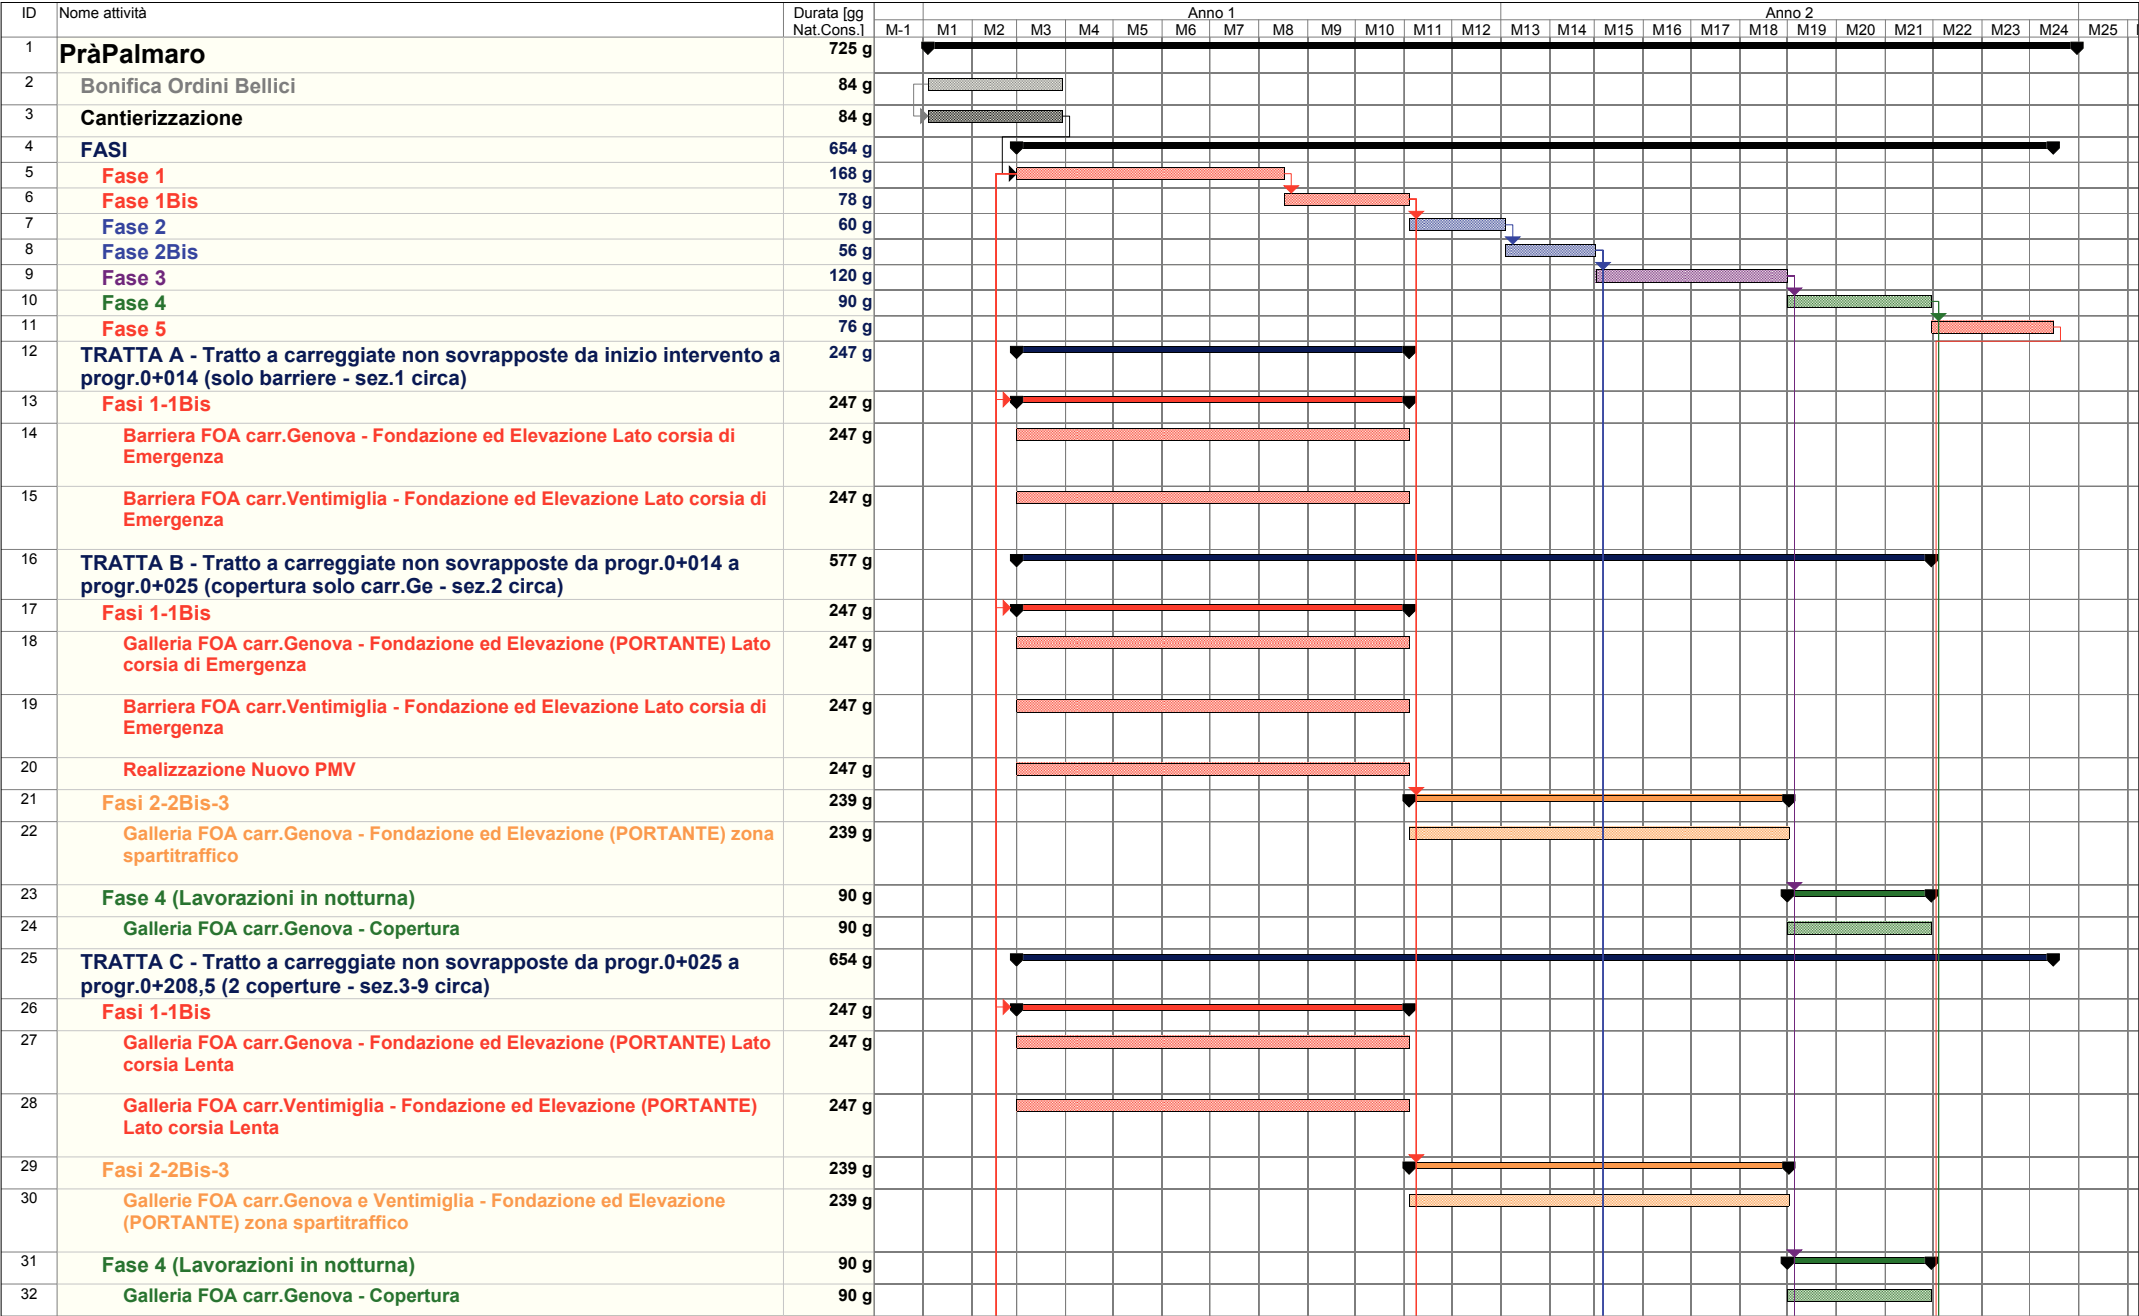 ID Nome attività Durata [gg Anno 1 Anno 2
Nat.Cons.] M-1 M1 M2 M3 M4 M5 M6 M7 M8 M9 M10 M11 M12 M13 M14 M15 M16 M17 M18 M19 M20 M21 M22 M23 M24 M25
1 PràPalmaro 725 g
2 Bonifica Ordini Bellici 84 g
3 Cantierizzazione 84 g
4 FASI 654 g
5 Fase 1 168 g
6 Fase 1Bis 78 g
7 Fase 2 60 g
8 Fase 2Bis 56 g
9 Fase 3 120 g
10 Fase 4 90 g
11 Fase 5 76 g
12 TRATTA A - Tratto a carreggiate non sovrapposte da inizio intervento a 247 g
progr.0+014 (solo barriere - sez.1 circa)
13 Fasi 1-1Bis 247 g
14 Barriera FOA carr.Genova - Fondazione ed Elevazione Lato corsia di 247 g
Emergenza
15 Barriera FOA carr.Ventimiglia - Fondazione ed Elevazione Lato corsia di 247 g
Emergenza
16 TRATTA B - Tratto a carreggiate non sovrapposte da progr.0+014 a 577 g
progr.0+025 (copertura solo carr.Ge - sez.2 circa)
17 Fasi 1-1Bis 247 g
18 Galleria FOA carr.Genova - Fondazione ed Elevazione (PORTANTE) Lato 247 g
corsia di Emergenza
19 Barriera FOA carr.Ventimiglia - Fondazione ed Elevazione Lato corsia di 247 g
Emergenza
20 Realizzazione Nuovo PMV 247 g
21 Fasi 2-2Bis-3 239 g
22 Galleria FOA carr.Genova - Fondazione ed Elevazione (PORTANTE) zona 239 g
spartitraffico
23 Fase 4 (Lavorazioni in notturna) 90 g
24 Galleria FOA carr.Genova - Copertura 90 g
25 TRATTA C - Tratto a carreggiate non sovrapposte da progr.0+025 a 654 g
progr.0+208,5 (2 coperture - sez.3-9 circa)
26 Fasi 1-1Bis 247 g
27 Galleria FOA carr.Genova - Fondazione ed Elevazione (PORTANTE) Lato 247 g
corsia Lenta
28 Galleria FOA carr.Ventimiglia - Fondazione ed Elevazione (PORTANTE) 247 g
Lato corsia Lenta
29 Fasi 2-2Bis-3 239 g
30 Gallerie FOA carr.Genova e Ventimiglia - Fondazione ed Elevazione 239 g
(PORTANTE) zona spartitraffico
31 Fase 4 (Lavorazioni in notturna) 90 g
32 Galleria FOA carr.Genova - Copertura 90 g